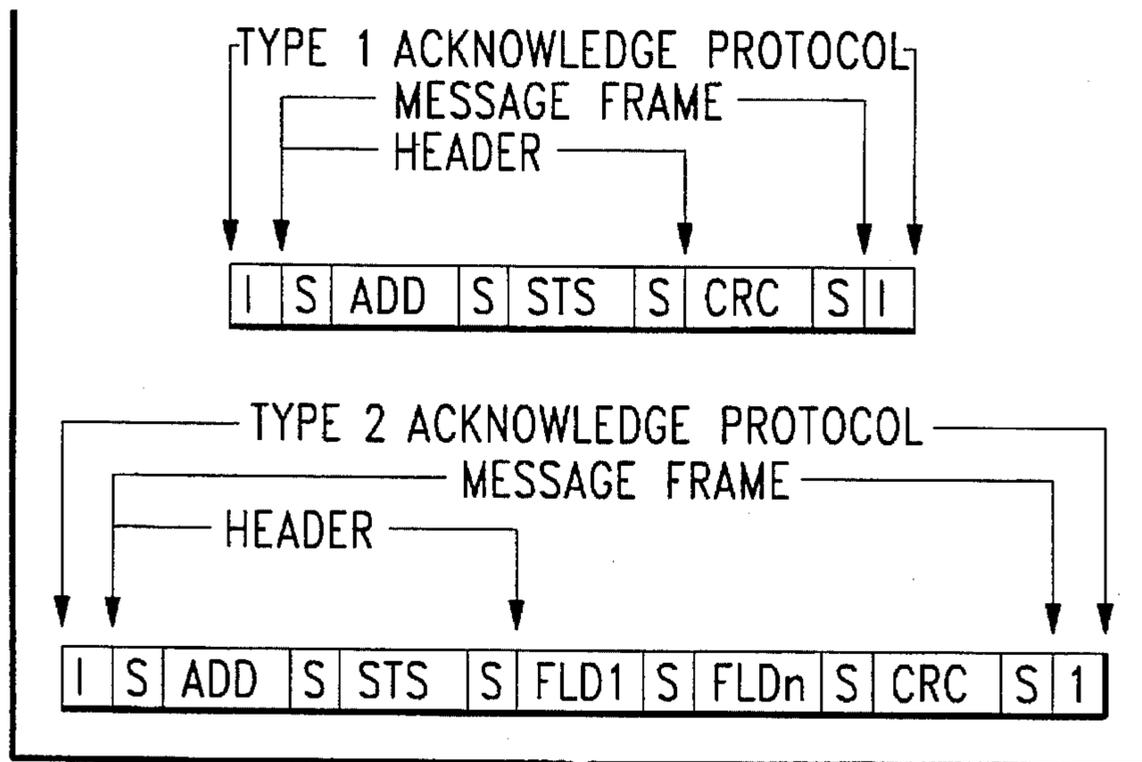 TYPE 1 ACKNOWLEDGE PROTOCOL
MESSAGE FRAME
HEADER
I S ADD S STS S CRC S I
TYPE 2 ACKNOWLEDGE PROTOCOL
MESSAGE FRAME
HEADER
I S ADD S STS S FLD1 S FLDn S CRC S 1